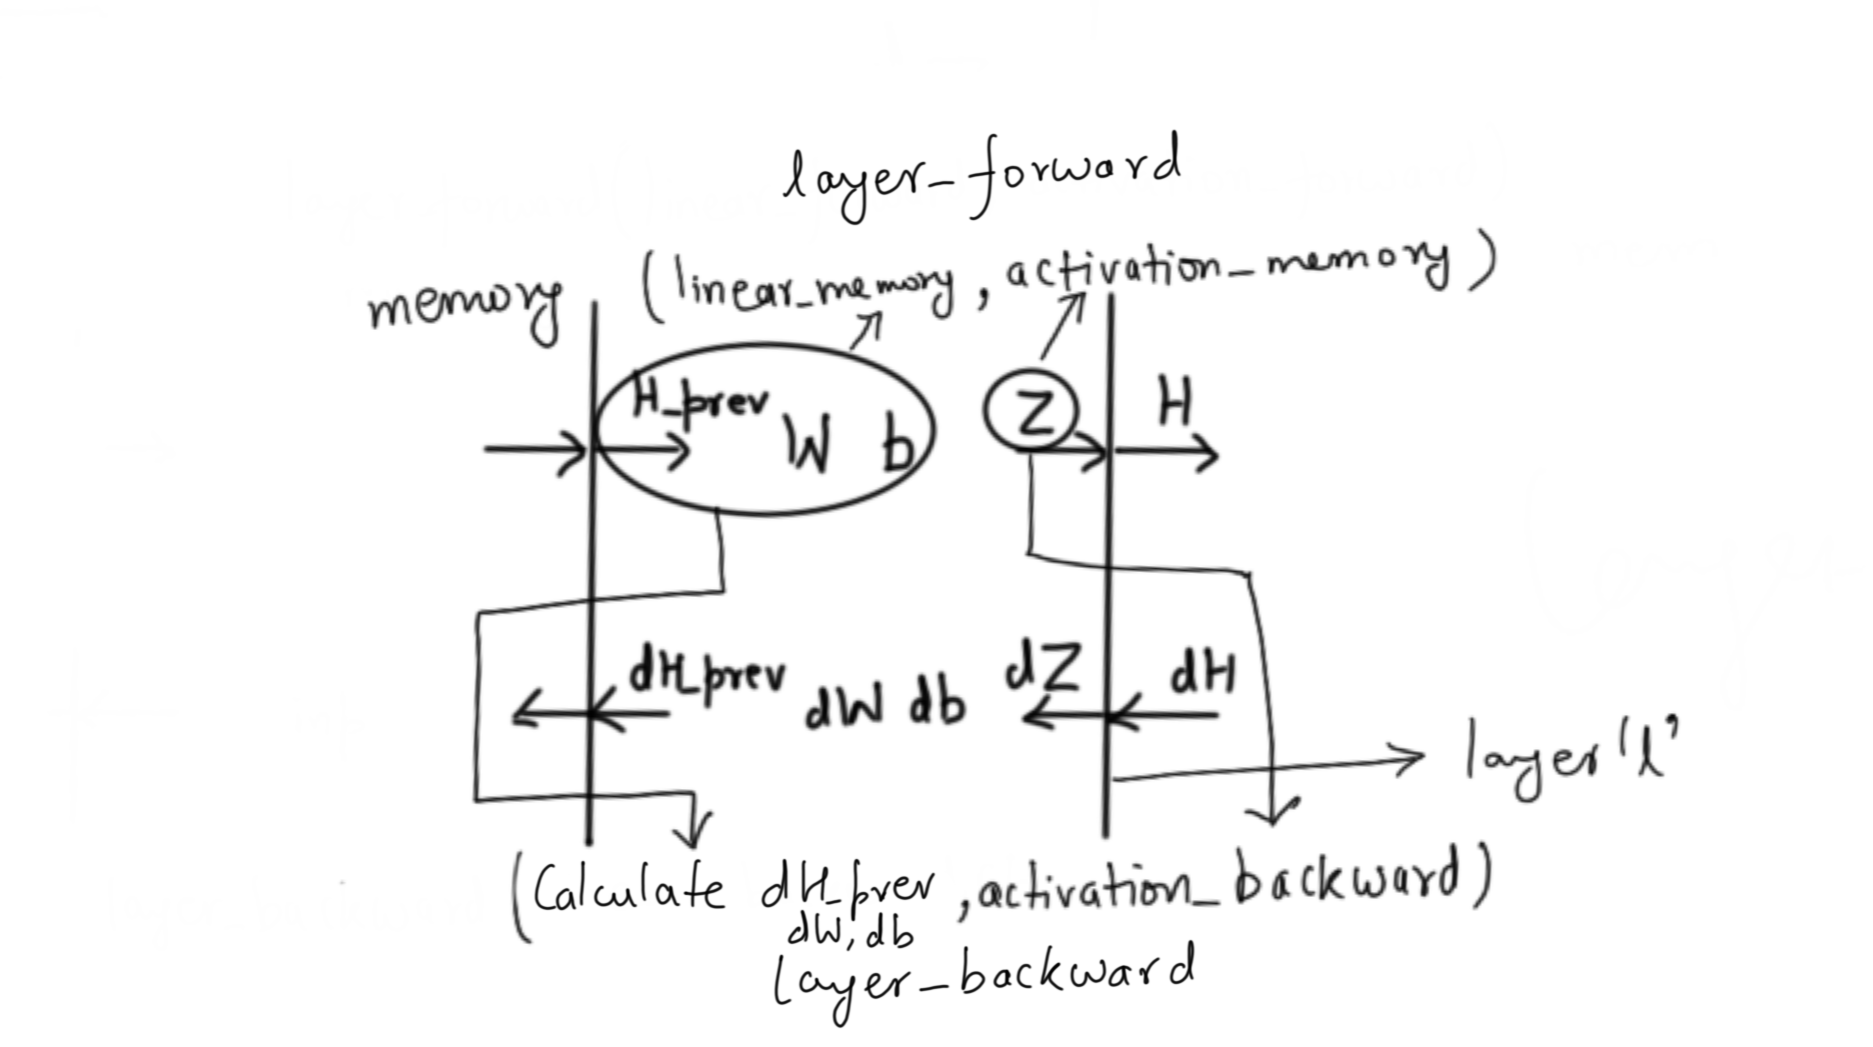 layer_forward
memory (linear_memory, activation_memory)
H_prev W b Z H
dH_prev dW db dZ dH
layer 'l'
(Calculate dH_prev, activation_backward)
dW, db
layer_backward